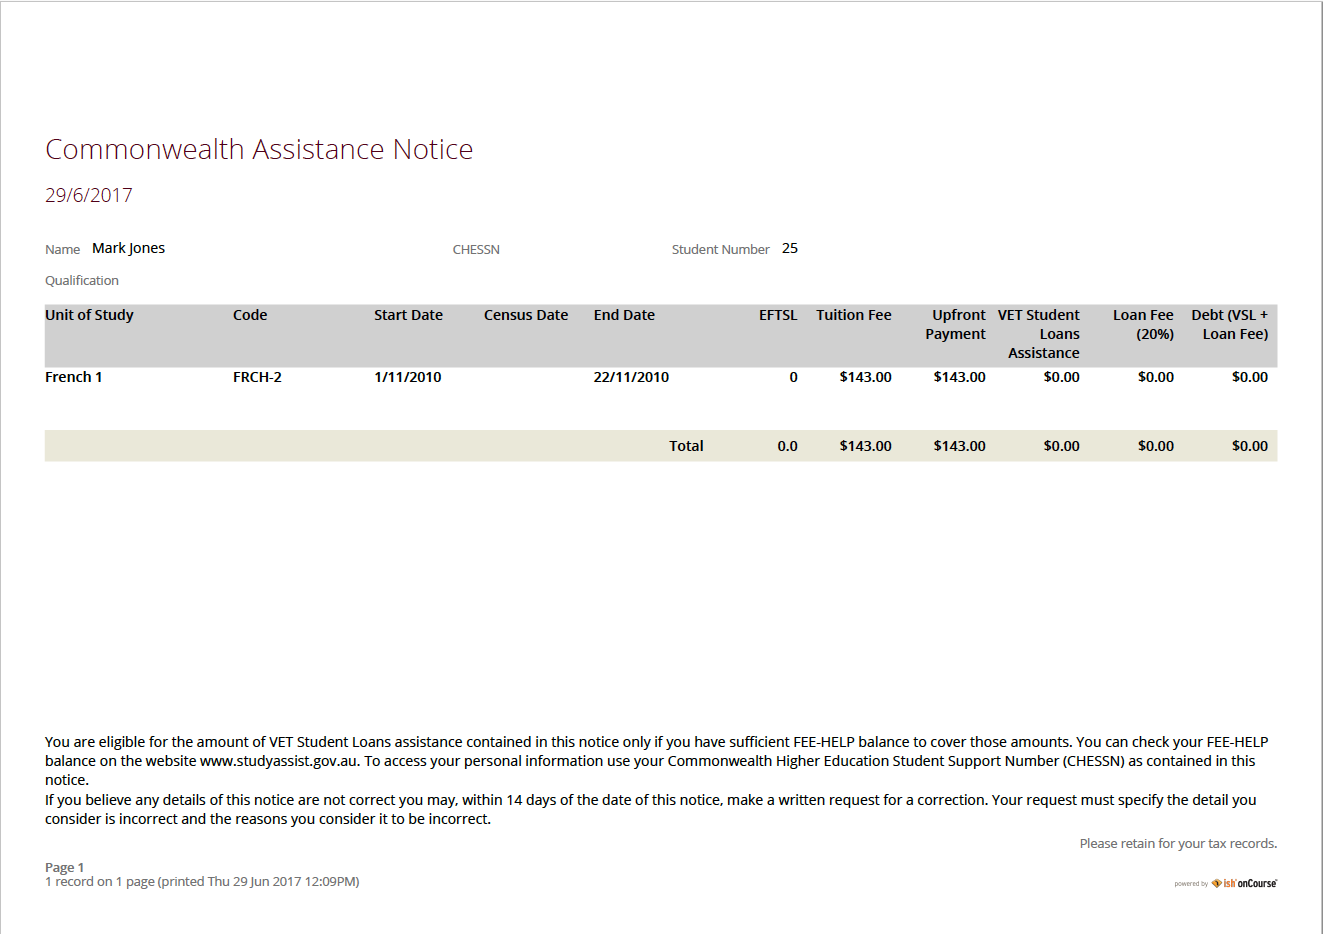 Commonwealth Assistance Notice
29/6/2017
Name Mark Jones CHESSN Student Number 25
Qualification
Unit of Study Code Start Date Census Date End Date EFTSL Tuition Fee Upfront VET Student Loan Fee Debt (VSL +
Payment Loans (20%) Loan Fee)
Assistance
French 1 FRCH-2 1/11/2010 22/11/2010 0 $143.00 $143.00 $0.00 $0.00 $0.00
Total 0.0 $143.00 $143.00 $0.00 $0.00 $0.00
You are eligible for the amount of VET Student Loans assistance contained in this notice only if you have sufficient FEE-HELP balance to cover those amounts. You can check your FEE-HELP
balance on the website www.studyassist.gov.au. To access your personal information use your Commonwealth Higher Education Student Support Number (CHESSN) as contained in this
notice.
If you believe any details of this notice are not correct you may, within 14 days of the date of this notice, make a written request for a correction. Your request must specify the detail you
consider is incorrect and the reasons you consider it to be incorrect.
Please retain for your tax records.
Page 1
1 record on 1 page (printed Thu 29 Jun 2017 12:09PM)
powered by ish onCourse